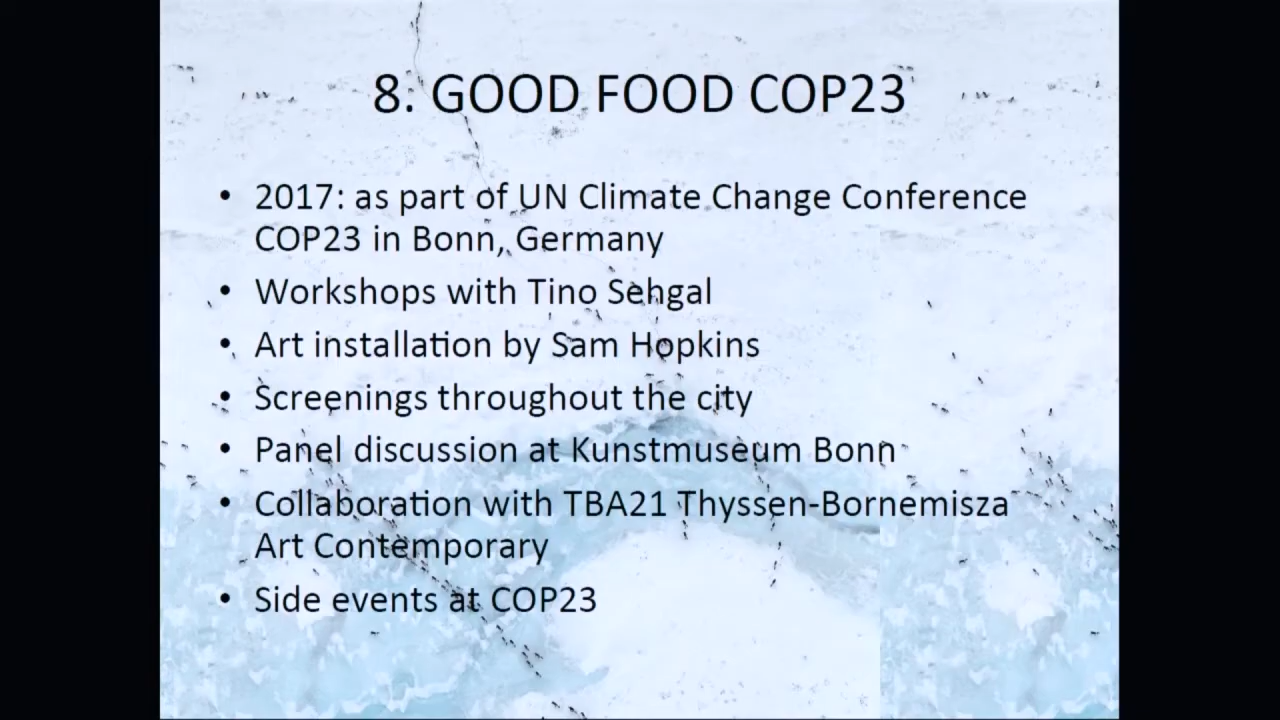 8: GOOD FOOD COP23
• 2017: as part of UN Climate Change Conference
COP23 in Bonn, Germany
• Workshops with Tino Sehgal
• Art installation by Sam Hopkins
• Screenings throughout the city
• Panel discussion at Kunstmuseum Bonn
• Collaboration with TBA21 Thyssen-Bornemisza
Art Contemporary
• Side events at COP23